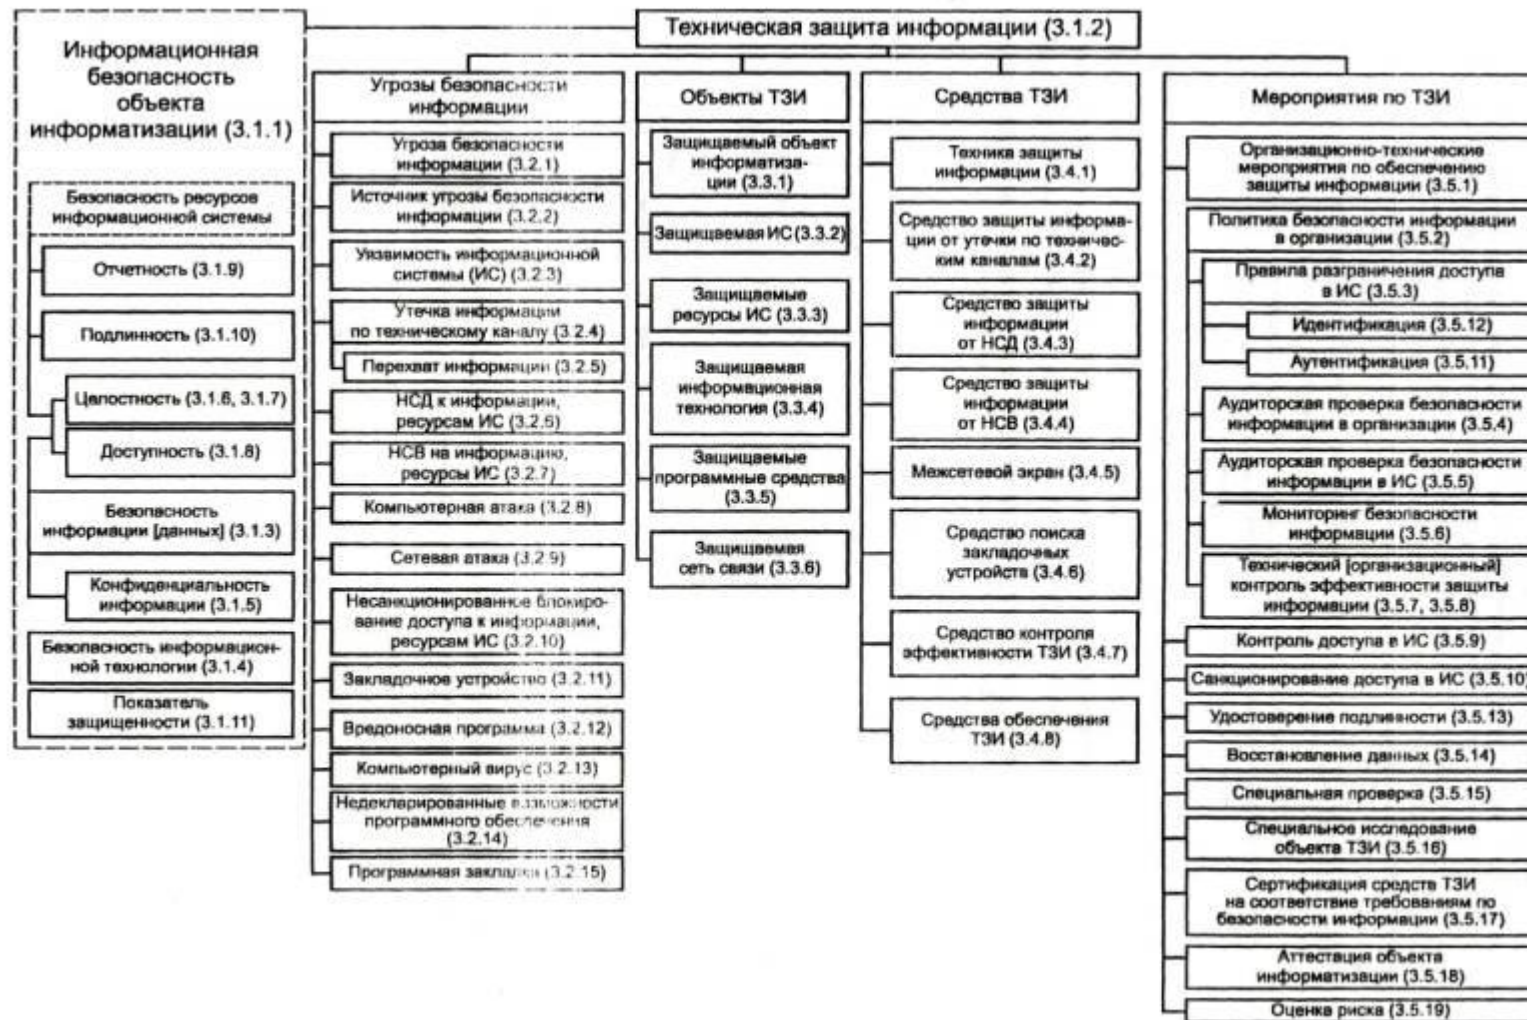 Техническая защита информации (3.1.2)
Информационная
безопасность
объекта
информатизации (3.1.1)
Безопасность ресурсов
информационной системы
Отчетность (3.1.9)
Подлинность (3.1.10)
Целостность (3.1.6, 3.1.7)
Доступность (3.1.8)
Безопасность
информации [данных] (3.1.3)
Конфиденциальность
информации (3.1.5)
Безопасность информацион-
ной технологии (3.1.4)
Показатель
защищенности (3.1.11)
Угрозы безопасности
информации
Угроза безопасности
информации (3.2.1)
Источник угрозы безопасности
информации (3.2.2)
Уязвимость информационной
системы (ИС) (3.2.3)
Утечка информации
по техническому каналу (3.2.4)
Перехват информации (3.2.5)
НСД к информации,
ресурсам ИС (3.2.6)
НСВ на информацию,
ресурсы ИС (3.2.7)
Компьютерная атака (3.2.8)
Сетевая атака (3.2.9)
Несанкционированное блокиро-
вание доступа к информации,
ресурсам ИС (3.2.10)
Закладочное устройство (3.2.11)
Вредоносная программа (3.2.12)
Компьютерный вирус (3.2.13)
Недекларированные возможности
программного обеспечения
(3.2.14)
Программная закладка (3.2.15)
Объекты ТЗИ
Защищаемый объект
информатиза-
ции (3.3.1)
Защищаемая ИС (3.3.2)
Защищаемые
ресурсы ИС (3.3.3)
Защищаемая
информационная
технология (3.3.4)
Защищаемые
программные средства
(3.3.5)
Защищаемая
сеть связи (3.3.6)
Средства ТЗИ
Техника защиты
информации (3.4.1)
Средство защиты информа-
ции от утечки по техничес-
ким каналам (3.4.2)
Средство защиты
информации
от НСД (3.4.3)
Средство защиты
информации
от НСВ (3.4.4)
Межсетевой экран (3.4.5)
Средство поиска
закладочных
устройств (3.4.6)
Средство контроля
эффективности ТЗИ (3.4.7)
Средства обеспечения
ТЗИ (3.4.8)
Мероприятия по ТЗИ
Организационно-технические
мероприятия по обеспечению
защиты информации (3.5.1)
Политика безопасности информации
в организации (3.5.2)
Правила разграничения доступа
в ИС (3.5.3)
Идентификация (3.5.12)
Аутентификация (3.5.11)
Аудиторская проверка безопасности
информации в организации (3.5.4)
Аудиторская проверка безопасности
информации в ИС (3.5.5)
Мониторинг безопасности
информации (3.5.6)
Технический [организационный]
контроль эффективности защиты
информации (3.5.7, 3.5.8)
Контроль доступа в ИС (3.5.9)
Санкционирование доступа в ИС (3.5.10)
Удостоверение подлинности (3.5.13)
Восстановление данных (3.5.14)
Специальная проверка (3.5.15)
Специальное исследование
объекта ТЗИ (3.5.16)
Сертификация средств ТЗИ
на соответствие требованиям по
безопасности информации (3.5.17)
Аттестация объекта
информатизации (3.5.18)
Оценка риска (3.5.19)